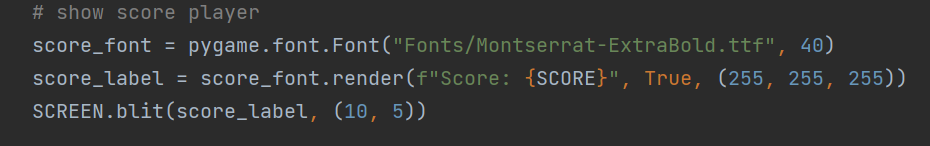 # show score player
score_font = pygame.font.Font("Fonts/Montserrat-ExtraBold.ttf", 40)
score_label = score_font.render(f"Score: {SCORE}", True, (255, 255, 255))
SCREEN.blit(score_label, (10, 5))